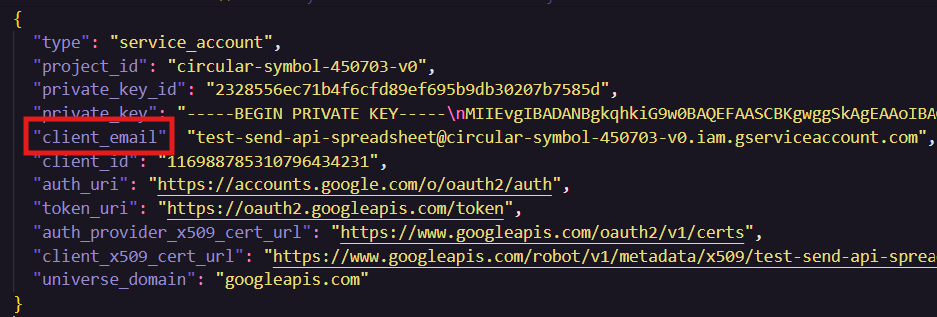 {
"type": "service_account",
"project_id": "circular-symbol-450703-v0",
"private_key_id": "2328556ec71b4f6cfd89ef695b9db30207b7585d",
"private_key": "-----BEGIN PRIVATE KEY-----\nMIIEvgIBADANBgkqhkiG9w0BAQEFAASCBKgwggSkAgEAAoIBA
"client_email" "test-send-api-spreadsheet@circular-symbol-450703-v0.iam.gserviceaccount.com",
"client_id": "116988785310796434231",
"auth_uri": "https://accounts.google.com/o/oauth2/auth",
"token_uri": "https://oauth2.googleapis.com/token",
"auth_provider_x509_cert_url": "https://www.googleapis.com/oauth2/v1/certs",
"client_x509_cert_url": "https://www.googleapis.com/robot/v1/metadata/x509/test-send-api-sprea
"universe_domain": "googleapis.com"
}